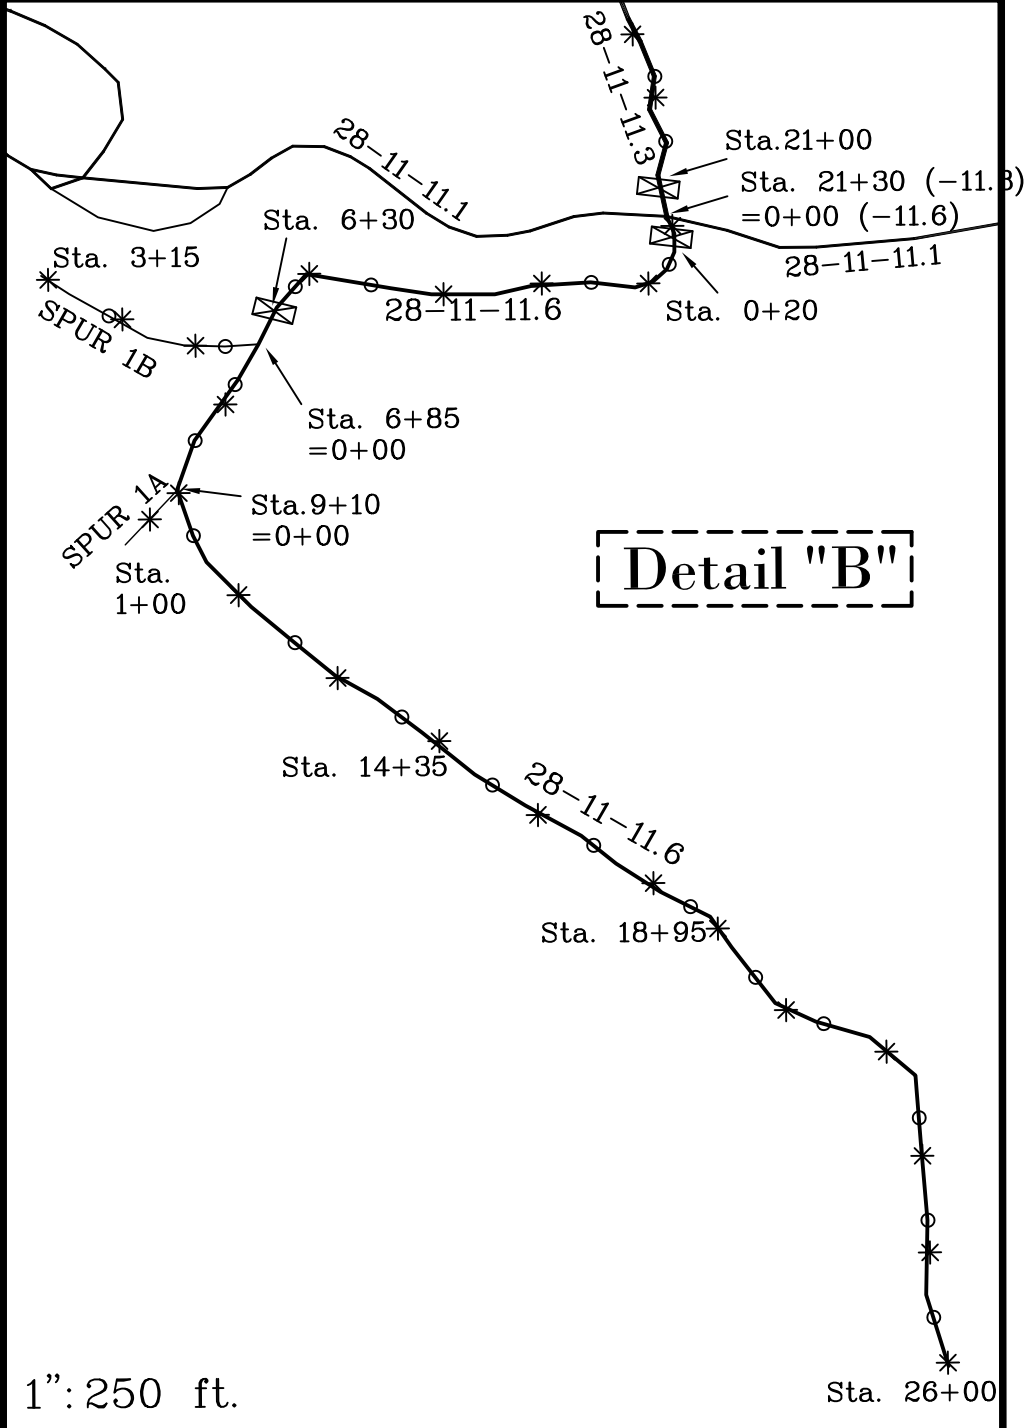 28-11-11.3
28-11-11.1
Sta.21+00
Sta. 21+30 (-11.3)
=0+00 (-11.6)
Sta. 6+30
Sta. 3+15
28-11-11.1
28-11-11.6
Sta. 0+20
SPUR 1B
Sta. 6+85
=0+00
SPUR 1A
Sta.9+10
=0+00
Sta.
1+00
Detail "B"
Sta. 14+35
28-11-11.6
Sta. 18+95
Sta. 26+00
1”: 250 ft.